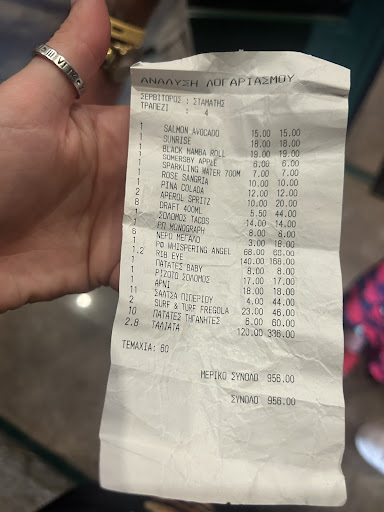 ΑΝΑΛΥΣΗ ΛΟΓΑΡΙΑΣΜΟΥ
ΣΕΡΒΙΤΟΡΟΣ : ΣΤΑΜΑΤΗΣ
ΤΡΑΠΕΖΙ : 4
1 SALMON AVOCADO 15.00 15.00
1 SUNRISE 18.00 18.00
1 BLACK MAMBA ROLL 19.00 19.00
1 SOMERSBY APPLE 6.00 6.00
1 SPARKLING WATER 700M 7.00 7.00
1 ROSE SANGRIA 10.00 10.00
1 PINA COLADA 12.00 12.00
2 APEROL SPRITZ 10.00 20.00
8 DRAFT 400ML 5.50 44.00
1 ΣΟΛΟΜΟΣ TACOS 14.00 14.00
1 ΡΠ MONOGRAPH 8.00 8.00
6 ΝΕΡΟ ΜΕΓΑΛΟ 3.00 18.00
1 ΡΦ WHISPERING ANGEL 68.00 68.00
1.2 RIB EYE 140.00 168.00
1 ΠΑΤΑΤΕΣ BABY 8.00 8.00
1 ΡΙΖΟΤΟ ΣΟΛΟΜΟΣ 17.00 17.00
1 ΑΡΝΙ 18.00 18.00
11 ΣΑΛΤΣΑ ΠΙΠΕΡΙΟΥ 4.00 44.00
2 SURF & TURF FREGOLA 23.00 46.00
10 ΠΑΤΑΤΕΣ ΤΗΓΑΝΗΤΕΣ 6.00 60.00
2.8 ΤΑΛΙΑΤΑ 120.00 336.00
ΤΕΜΑΧΙΑ: 60
ΜΕΡΙΚΟ ΣΥΝΟΛΟ 956.00
ΣΥΝΟΛΟ 956.00